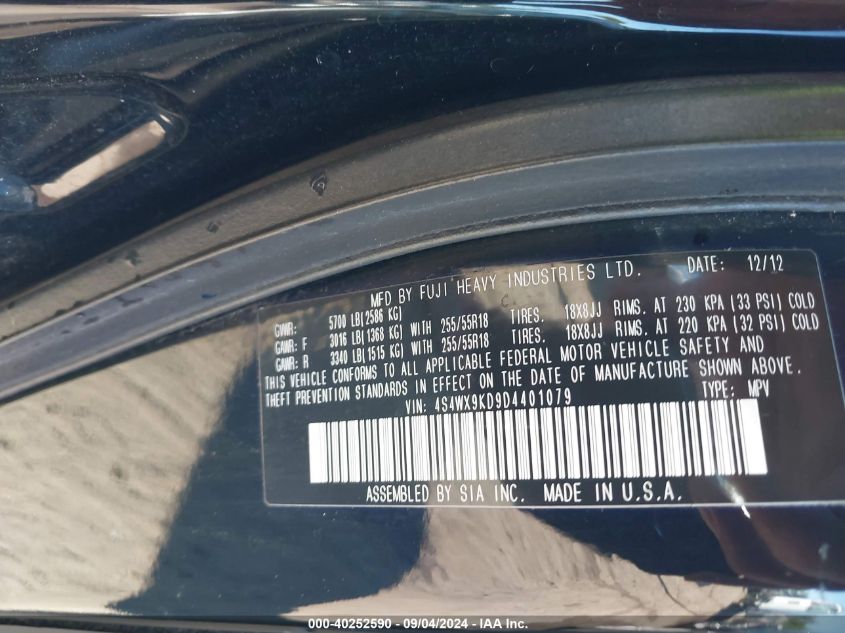 MFD BY FUJI HEAVY INDUSTRIES LTD. DATE: 12/12
GVWR: 5700 LB(2586 KG)
GAWR: F 3016 LB(1368 KG) WITH 255/55R18 TIRES. 18X8JJ RIMS. AT 230 KPA (33 PSI) COLD
GAWR: R 3340 LB(1515 KG) WITH 255/55R18 TIRES. 18X8JJ RIMS. AT 220 KPA (32 PSI) COLD
THIS VEHICLE CONFORMS TO ALL APPLICABLE FEDERAL MOTOR VEHICLE SAFETY AND
THEFT PREVENTION STANDARDS IN EFFECT ON THE DATE OF MANUFACTURE SHOWN ABOVE.
VIN: 4S4WX9KD9D4401079 TYPE: MPV
ASSEMBLED BY SIA INC. MADE IN U.S.A.
000-40252590 - 09/04/2024 - IAA Inc.